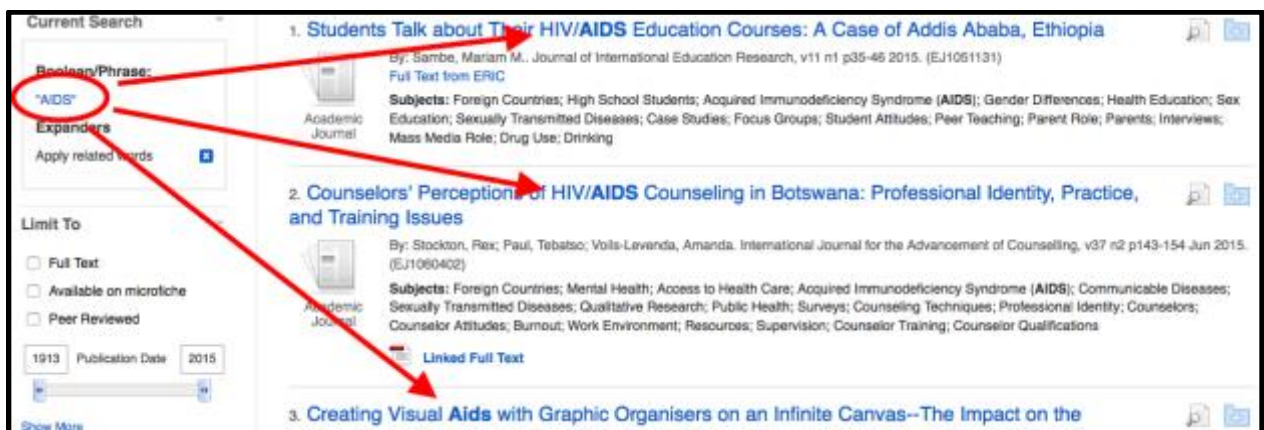 Current Search
Boolean/Phrase:
"AIDS"
Expanders
Apply related words
Limit To
Full Text
Available on microfiche
Peer Reviewed
1913 Publication Date 2015
Show More
1. Students Talk about Their HIV/AIDS Education Courses: A Case of Addis Ababa, Ethiopia
By: Sambe, Mariam M.. Journal of International Education Research, v11 n1 p35-46 2015. (EJ1051131)
Full Text from ERIC
Academic
Journal
Subjects: Foreign Countries; High School Students; Acquired Immunodeficiency Syndrome (AIDS); Gender Differences; Health Education; Sex
Education; Sexually Transmitted Diseases; Case Studies; Focus Groups; Student Attitudes; Peer Teaching; Parent Role; Parents; Interviews;
Mass Media Role; Drug Use; Drinking
2. Counselors' Perceptions of HIV/AIDS Counseling in Botswana: Professional Identity, Practice,
and Training Issues
By: Stockton, Rex; Paul, Tebatso; Voils-Levenda, Amanda. International Journal for the Advancement of Counselling, v37 n2 p143-154 Jun 2015.
(EJ1060402)
Academic
Journal
Subjects: Foreign Countries; Mental Health; Access to Health Care; Acquired Immunodeficiency Syndrome (AIDS); Communicable Diseases;
Sexually Transmitted Diseases; Qualitative Research; Public Health; Surveys; Counseling Techniques; Professional Identity; Counselors;
Counselor Attitudes; Burnout; Work Environment; Resources; Supervision; Counselor Training; Counselor Qualifications
Linked Full Text
3. Creating Visual Aids with Graphic Organisers on an Infinite Canvas--The Impact on the